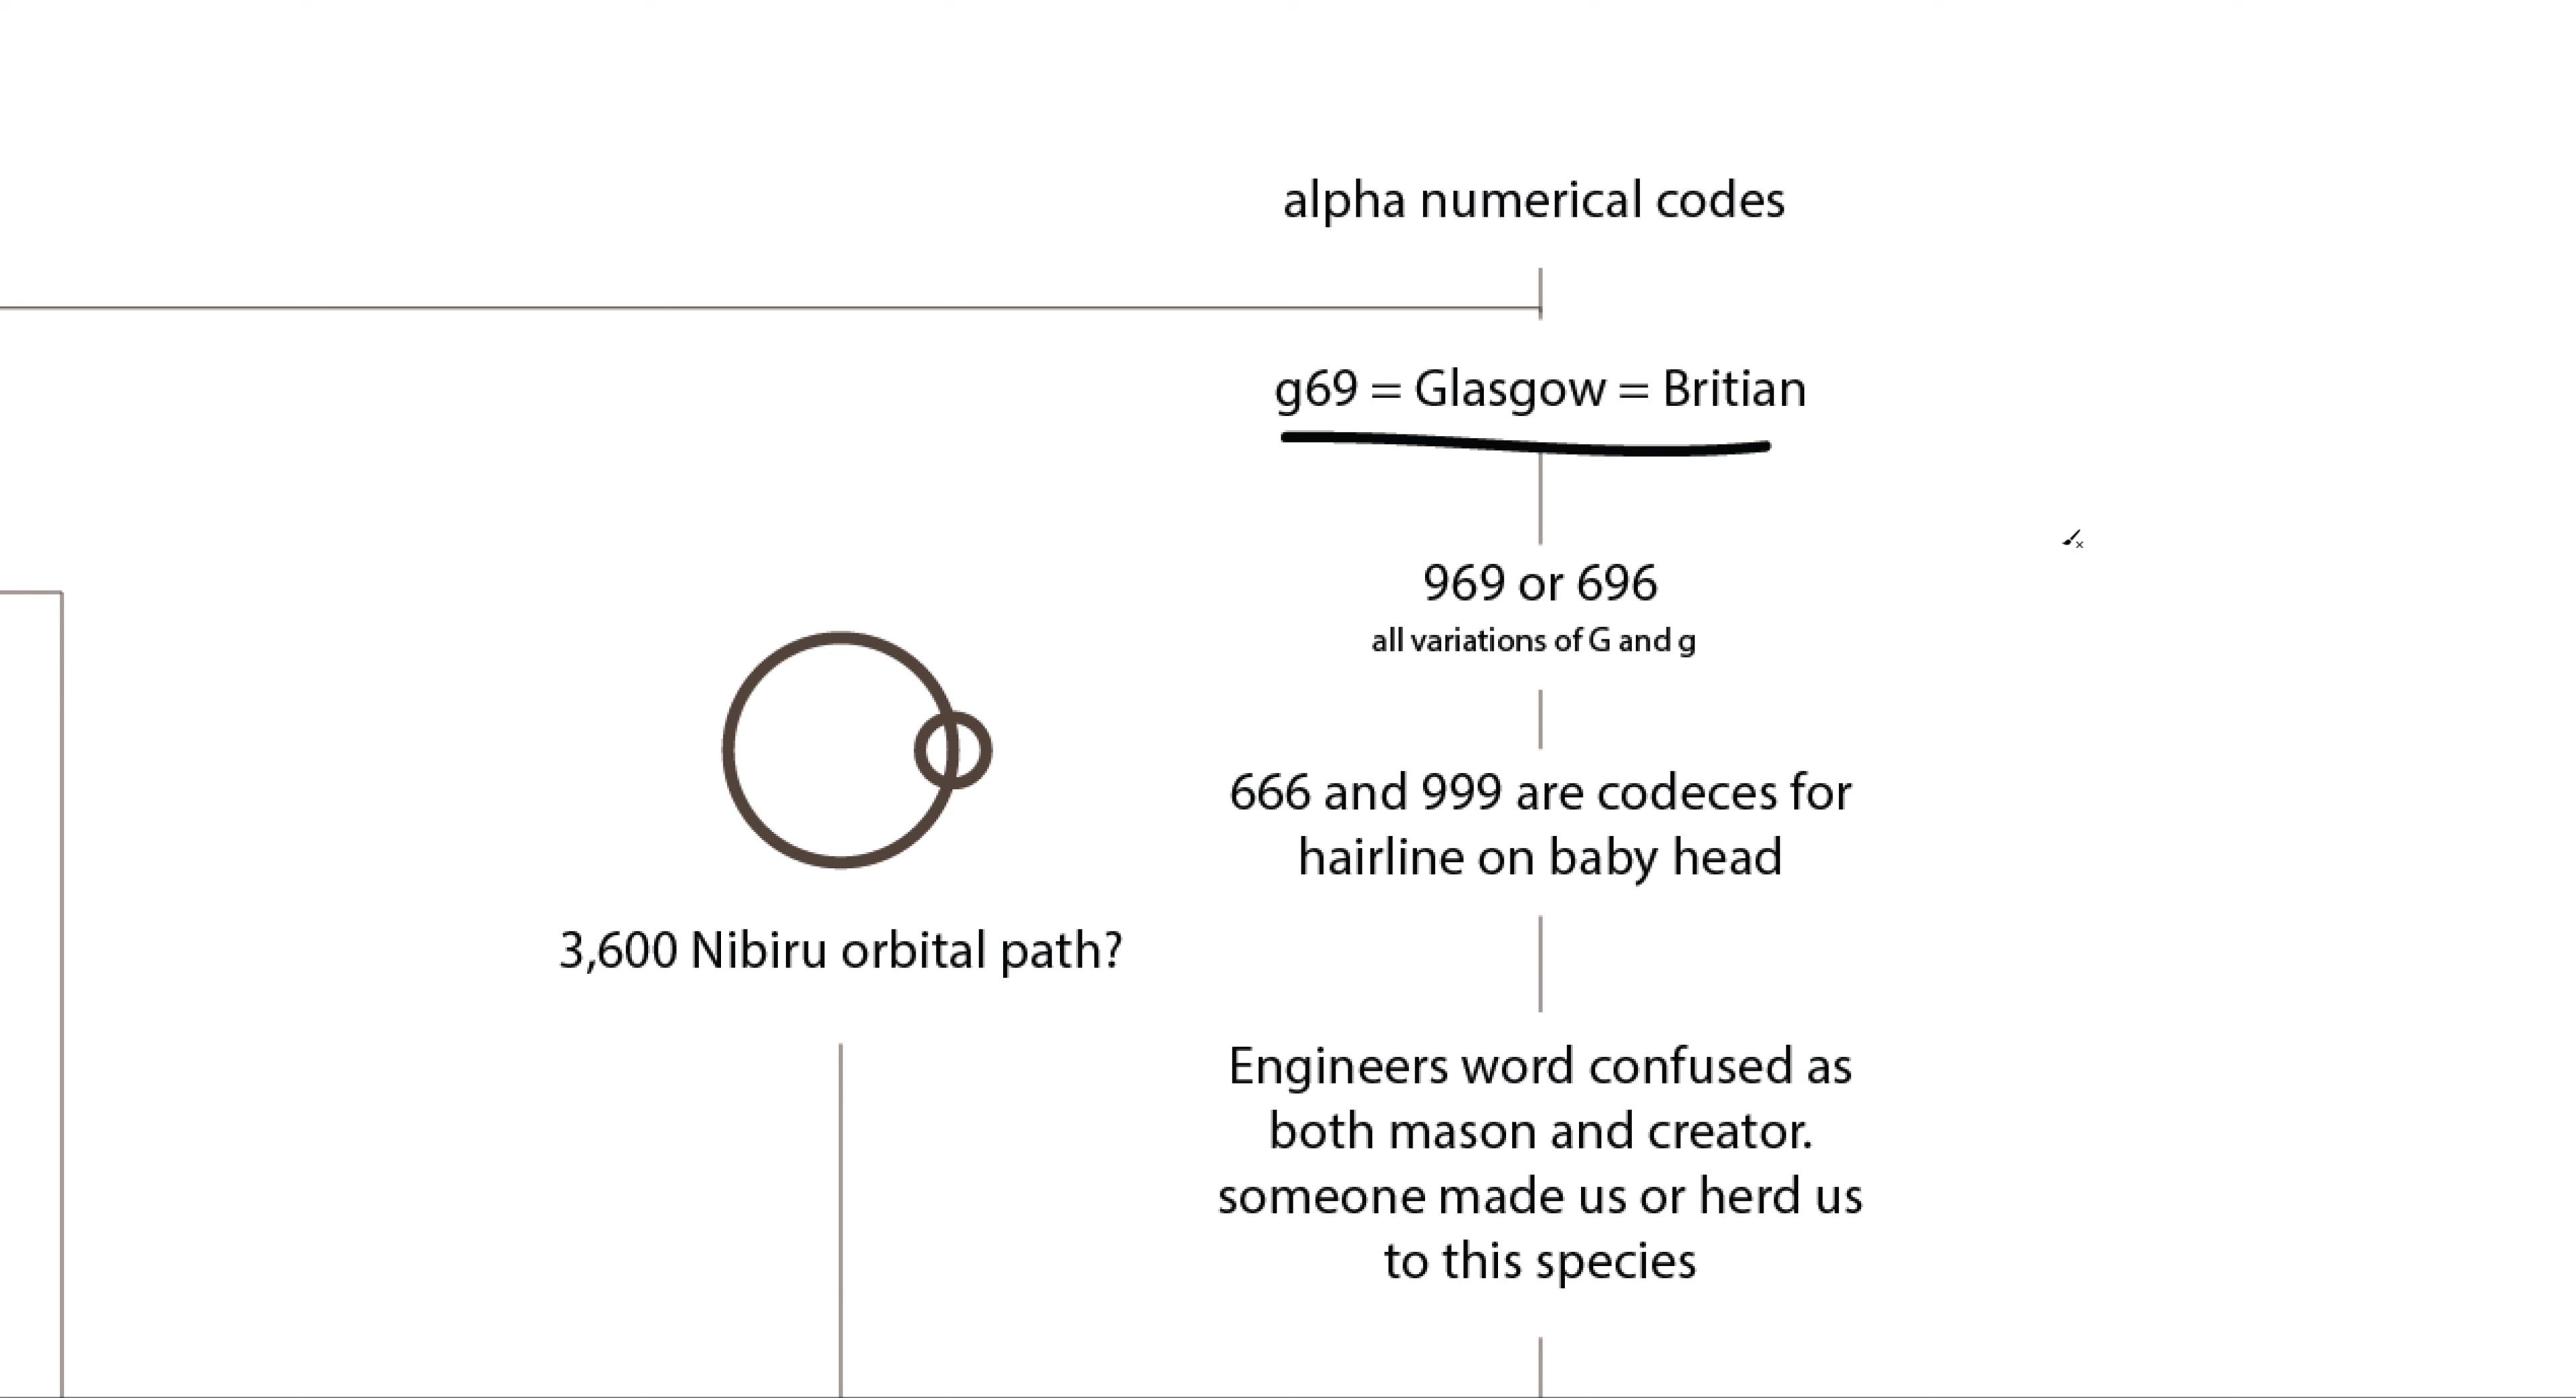 alpha numerical codes
g69 = Glasgow = Britian
969 or 696
all variations of G and g
666 and 999 are codeces for
hairline on baby head
3,600 Nibiru orbital path?
Engineers word confused as
both mason and creator.
someone made us or herd us
to this species